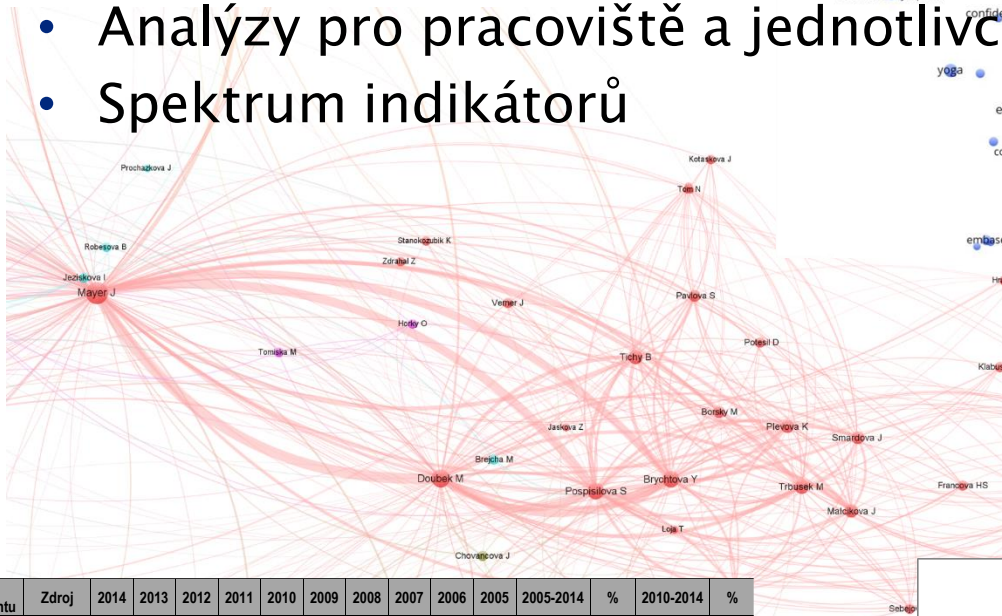 • Analýzy pro pracoviště a jednotlivc
• Spektrum indikátorů
yoga
Prochazkova J
Kotaskova J
Tom N
Robesova B
Stanokozubik K
Zdrahal Z
Jeziskova I
Mayer J
Verner J
Pavlova S
Horky O
Tomiska M
Potesil D
Tichy B
Borsky M
Jaskova Z
Plevova K
Smardova J
Brejcha M
Doubek M
Pospisilova S
Brychtova Y
Trbusek M
Francova HS
Malcikova J
Loja T
Chovancova J
ntu Zdroj 2014 2013 2012 2011 2010 2009 2008 2007 2006 2005 2005-2014 % 2010-2014 %